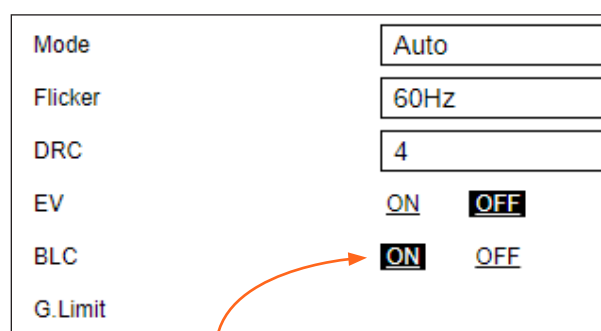 Mode Auto
Flicker 60Hz
DRC 4
EV ON OFF
BLC ON OFF
G.Limit